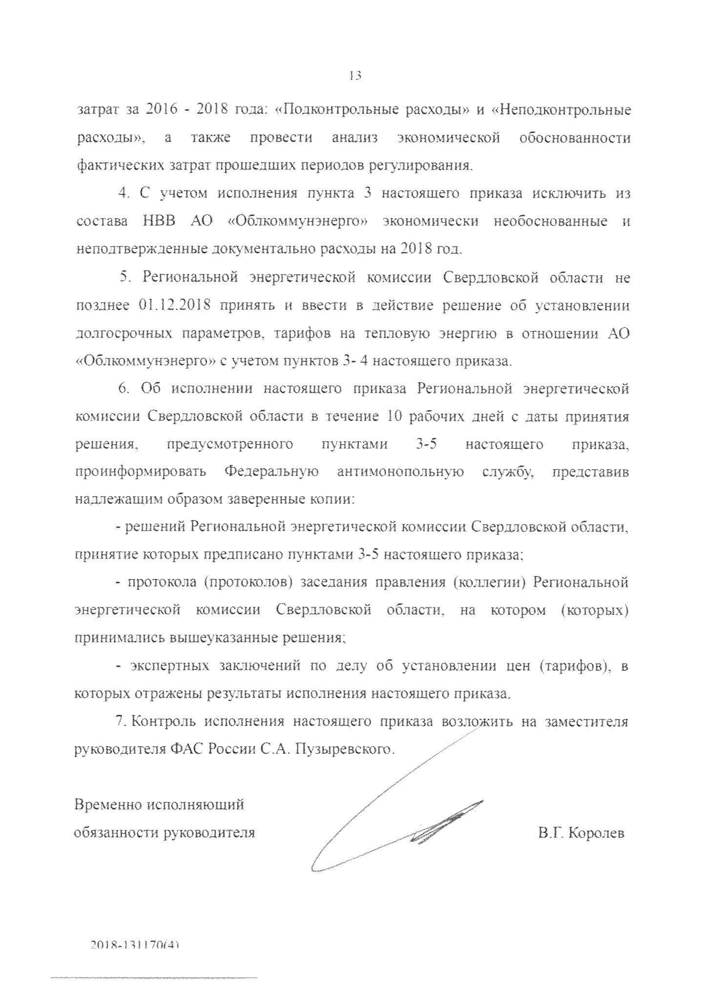 13
затрат за 2016 - 2018 года: «Подконтрольные расходы» и «Неподконтрольные
расходы», а также провести анализ экономической обоснованности
фактических затрат прошедших периодов регулирования.
4. С учетом исполнения пункта 3 настоящего приказа исключить из
состава НВВ АО «Облкоммунэнерго» экономически необоснованные и
неподтвержденные документально расходы на 2018 год.
5. Региональной энергетической комиссии Свердловской области не
позднее 01.12.2018 принять и ввести в действие решение об установлении
долгосрочных параметров, тарифов на тепловую энергию в отношении АО
«Облкоммунэнерго» с учетом пунктов 3- 4 настоящего приказа.
6. Об исполнении настоящего приказа Региональной энергетической
комиссии Свердловской области в течение 10 рабочих дней с даты принятия
решения, предусмотренного пунктами 3-5 настоящего приказа,
проинформировать Федеральную антимонопольную службу, представив
надлежащим образом заверенные копии:
- решений Региональной энергетической комиссии Свердловской области,
принятие которых предписано пунктами 3-5 настоящего приказа;
- протокола (протоколов) заседания правления (коллегии) Региональной
энергетической комиссии Свердловской области, на котором (которых)
принимались вышеуказанные решения;
- экспертных заключений по делу об установлении цен (тарифов), в
которых отражены результаты исполнения настоящего приказа.
7. Контроль исполнения настоящего приказа возложить на заместителя
руководителя ФАС России С.А. Пузыревского.
Временно исполняющий
обязанности руководителя В.Г. Королев
2018-131170(4)